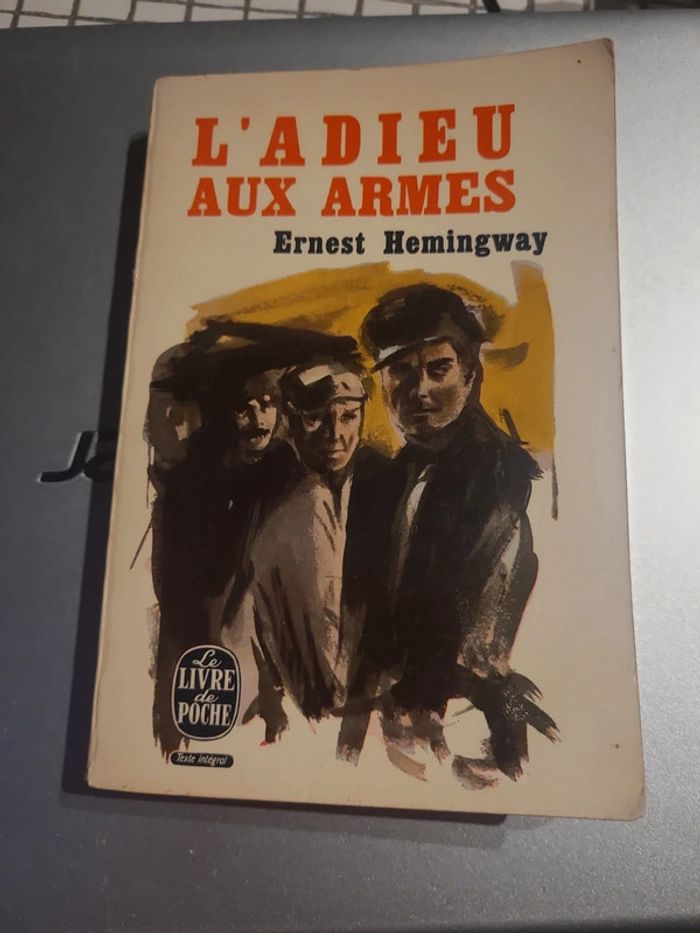 L'ADIEU
AUX ARMES
Ernest Hemingway
Le
LIVRE
de
POCHE
Texte intégral